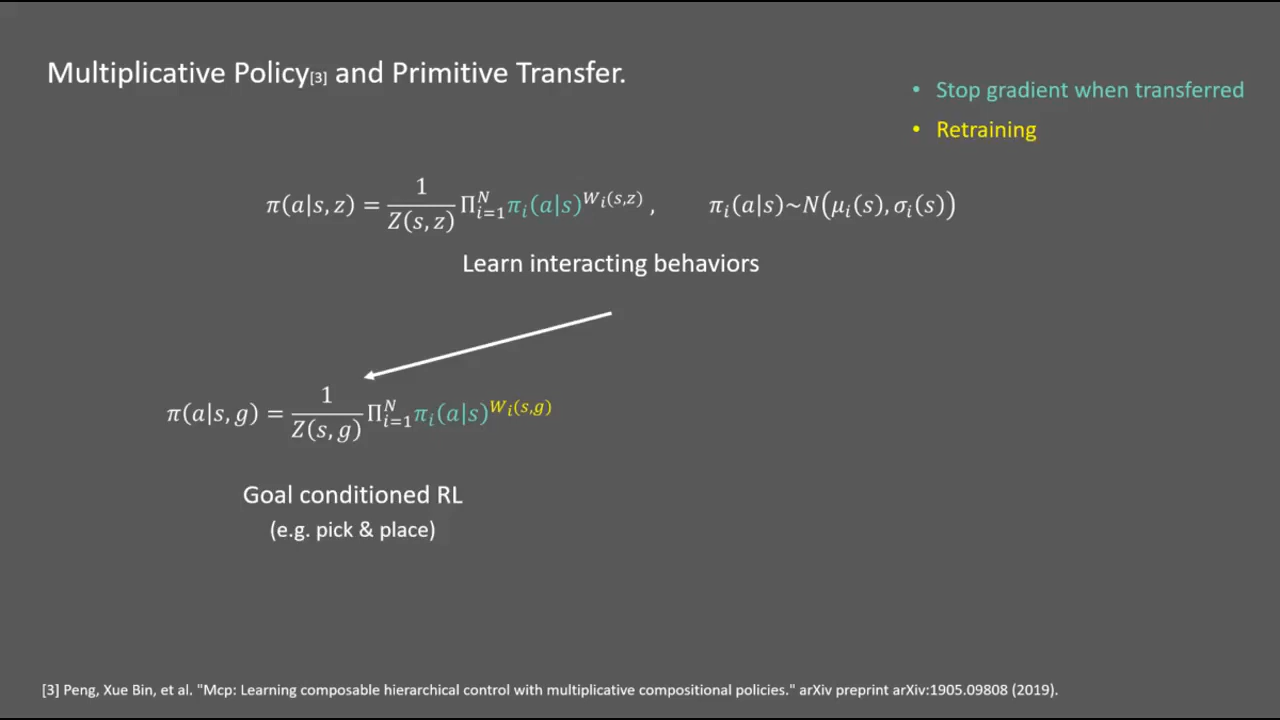 Multiplicative Policy[3] and Primitive Transfer.
• Stop gradient when transferred
• Retraining
π(a|s, z) = 1/Z(s, z) Π_{i=1}^{N} π_i(a|s)^{W_i(s,z)} ,   π_i(a|s)~N(μ_i(s), σ_i(s))
Learn interacting behaviors
π(a|s, g) = 1/Z(s, g) Π_{i=1}^{N} π_i(a|s)^{W_i(s,g)}
Goal conditioned RL
(e.g. pick & place)
[3] Peng, Xue Bin, et al. "Mcp: Learning composable hierarchical control with multiplicative compositional policies." arXiv preprint arXiv:1905.09808 (2019).